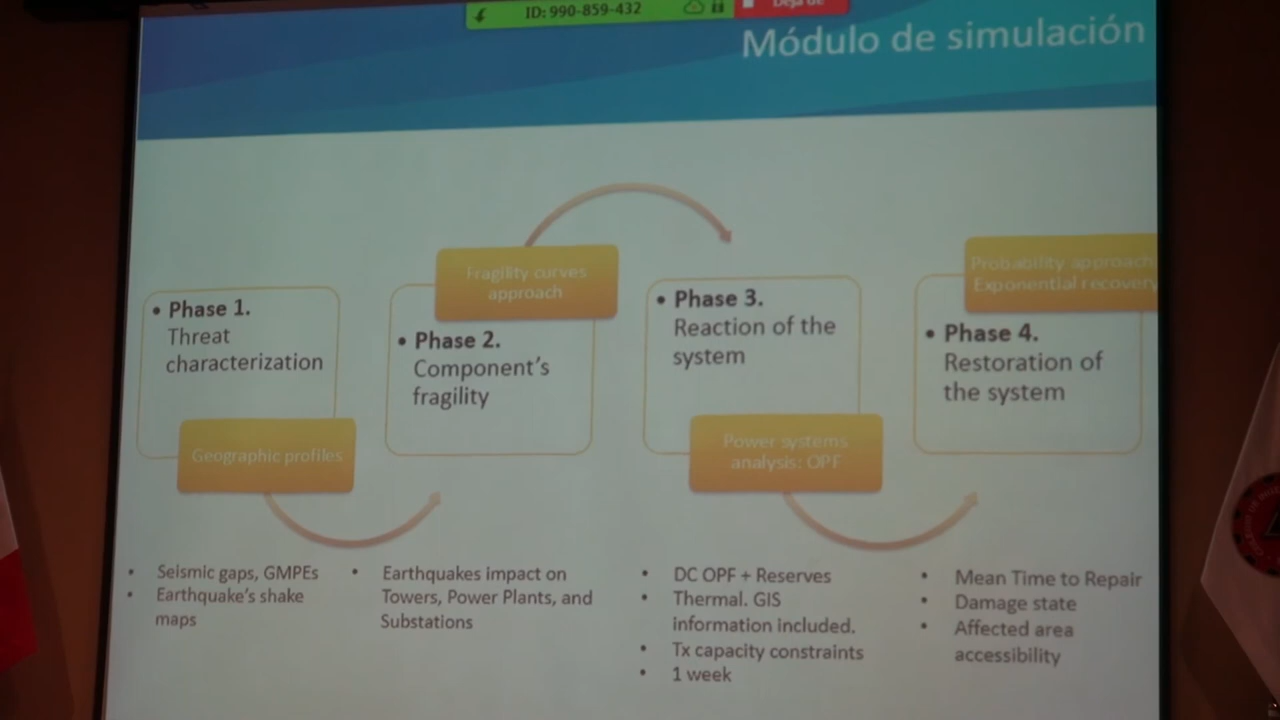 ID: 990-859-432
Módulo de simulación
• Phase 1.
Threat
characterization
Geographic profiles
Fragility curves
approach
• Phase 2.
Component's
fragility
• Phase 3.
Reaction of the
system
Power systems
analysis: OPF
Probability approach
Exponential recovery
• Phase 4.
Restoration of
the system
• Seismic gaps, GMPEs
• Earthquake's shake
maps
• Earthquakes impact on
Towers, Power Plants, and
Substations
• DC OPF + Reserves
• Thermal. GIS
information included.
• Tx capacity constraints
• 1 week
• Mean Time to Repair
• Damage state
• Affected area
accessibility